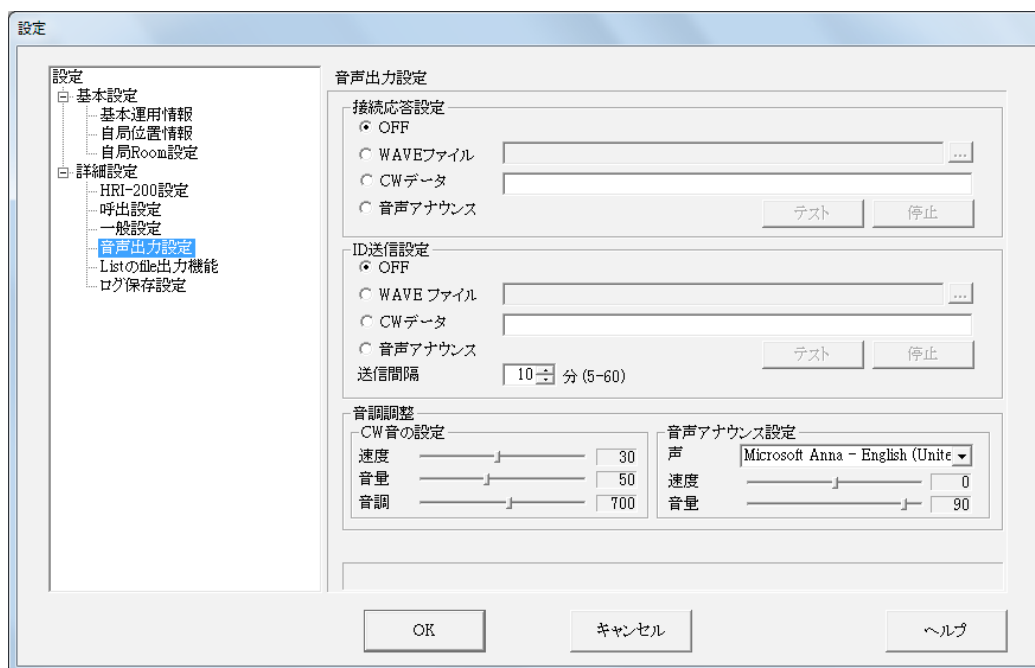 設定
設定
基本設定
基本運用情報
自局位置情報
自局Room設定
詳細設定
HRI-200設定
呼出設定
一般設定
音声出力設定
Listのfile出力機能
ログ保存設定
音声出力設定
接続応答設定
OFF
WAVEファイル
...
CWデータ
音声アナウンス
テスト 停止
ID送信設定
OFF
WAVE ファイル
...
CWデータ
音声アナウンス
テスト 停止
送信間隔 10 分 (5-60)
音調調整
CW音の設定
速度 30
音量 50
音調 700
音声アナウンス設定
声 Microsoft Anna - English (Unite
速度 0
音量 90
OK キャンセル ヘルプ